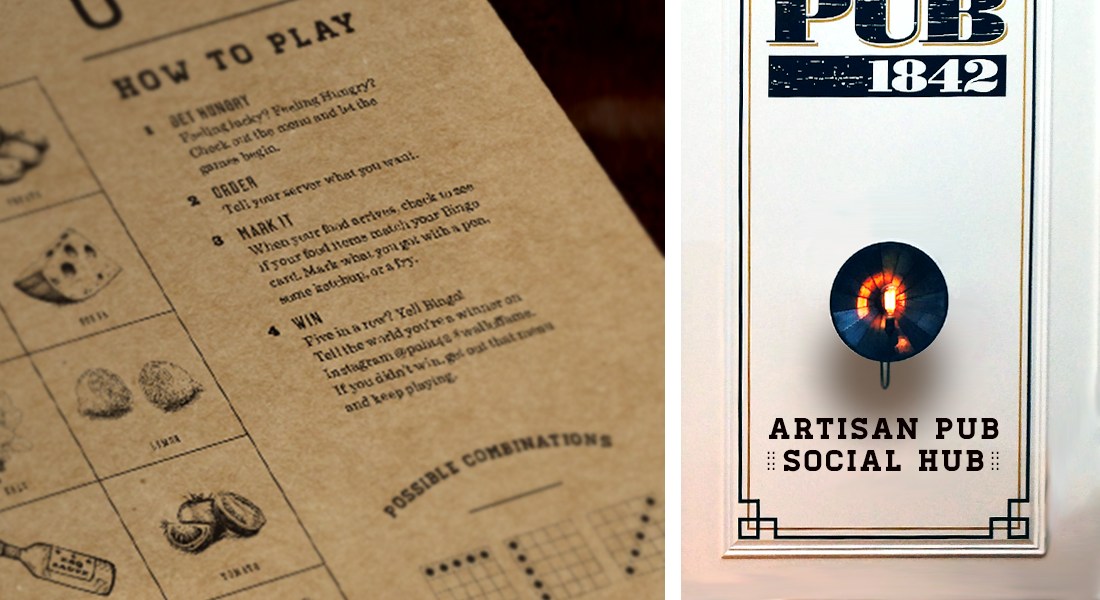 HOW TO PLAY
1 GET HUNGRY
Feeling lucky? Feeling Hungry?
Check out the menu and let the
games begin.
2 ORDER
Tell your server what you want.
3 MARK IT
When your food arrives, check to see
if your food items match your Bingo
card. Mark what you got with a pen,
some ketchup, or a fry.
4 WIN
Five in a row? Yell Bingo!
Tell the world you're a winner on
Instagram #walkoffame.
If you didn't win, get out that menu
and keep playing.
POSSIBLE COMBINATIONS
LEMON
TOMATO
PUB
1842
ARTISAN PUB
SOCIAL HUB